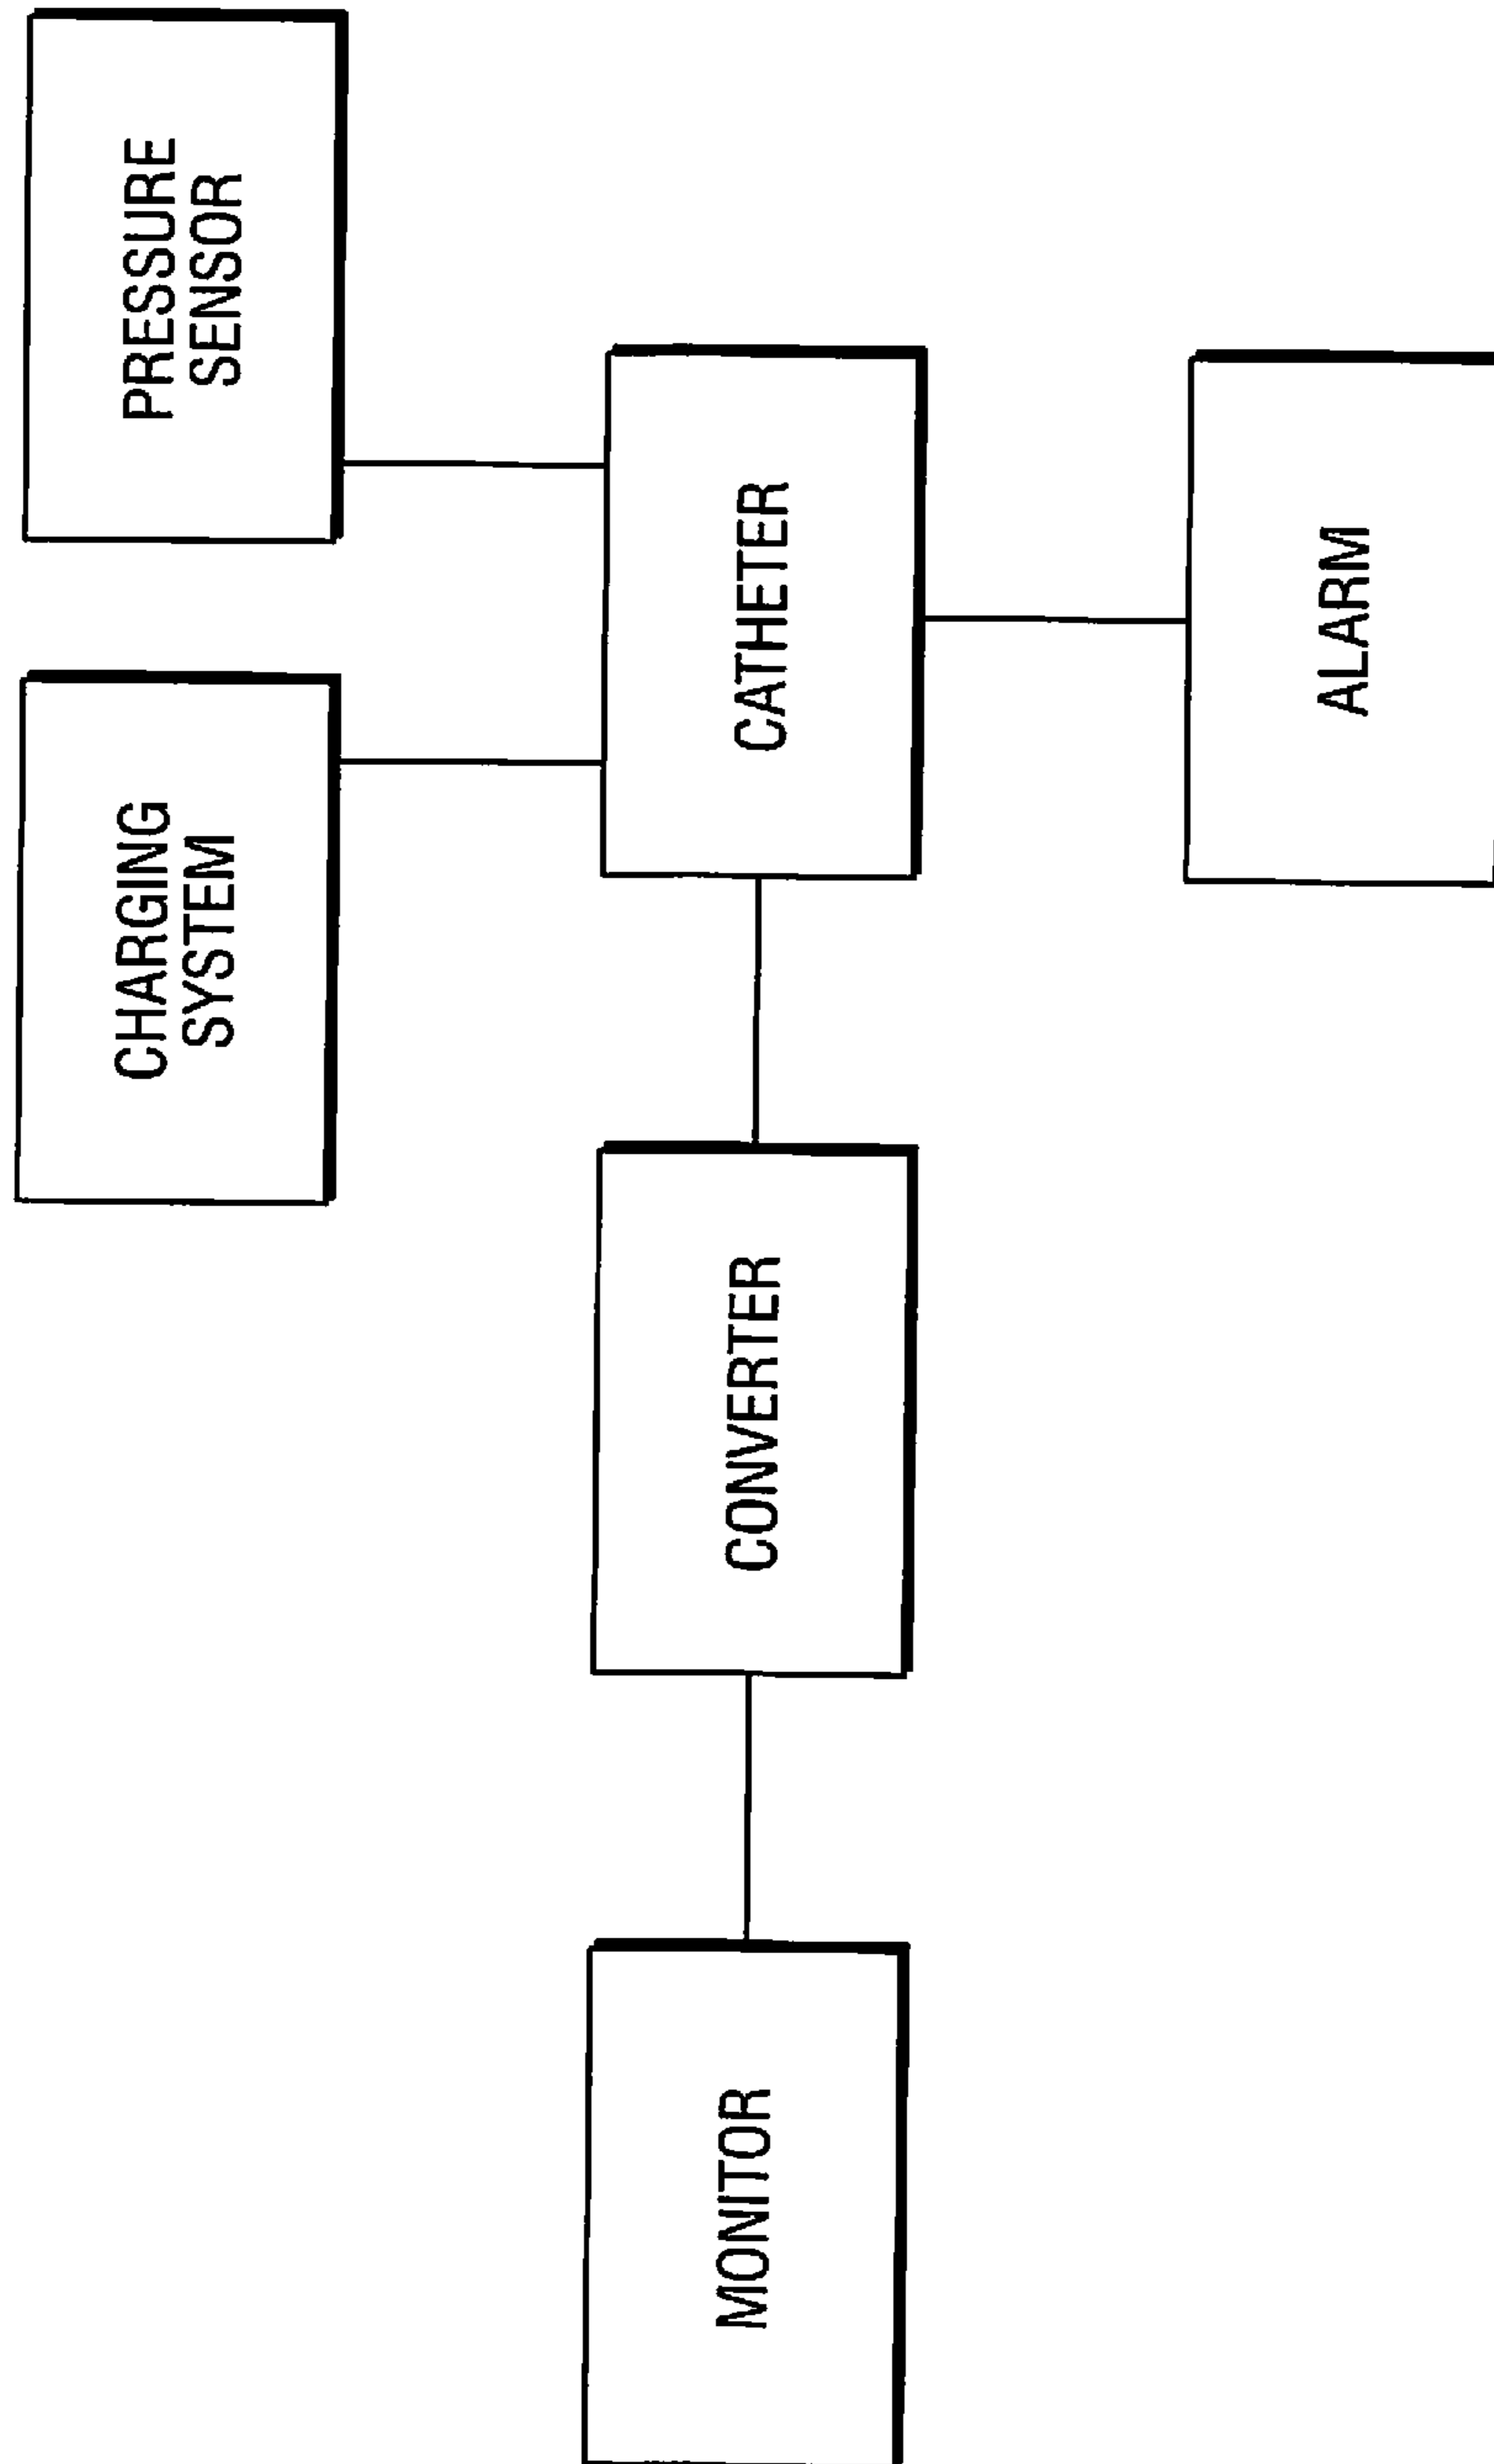 CHARGING
SYSTEM
PRESSURE
SENSOR
MONITOR
CONVERTER
CATHETER
ALARM